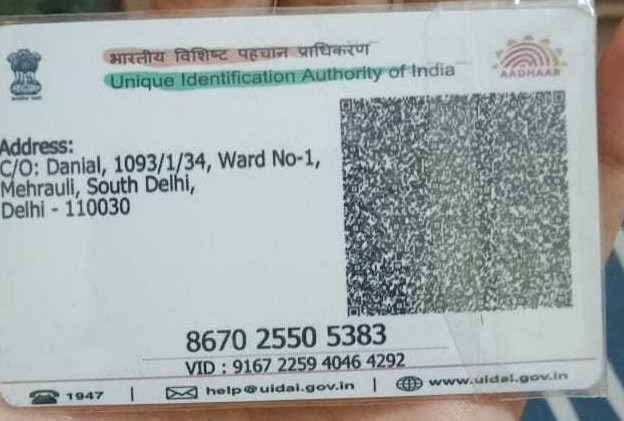 भारतीय विशिष्ट पहचान प्राधिकरण
Unique Identification Authority of India
AADHAAR
Address:
C/O: Danial, 1093/1/34, Ward No-1,
Mehrauli, South Delhi,
Delhi - 110030
8670 2550 5383
VID : 9167 2259 4046 4292
1947 | help@uidai.gov.in | www.uidai.gov.in